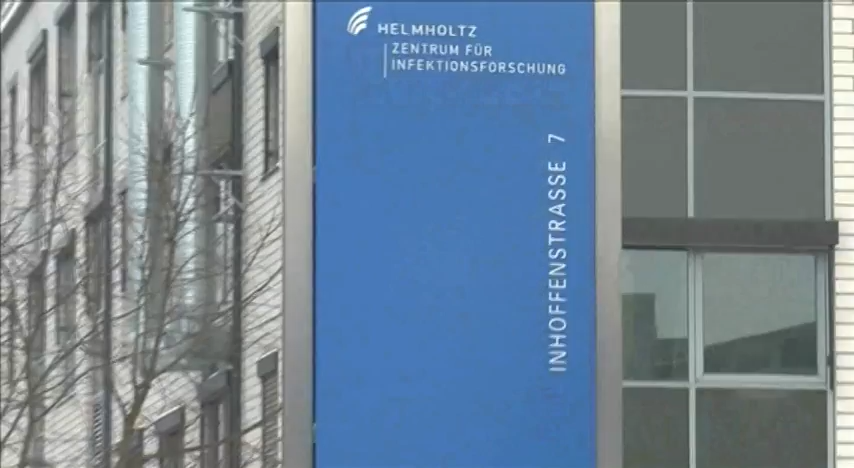 HELMHOLTZ
ZENTRUM FÜR
INFEKTIONSFORSCHUNG
INHOFFENSTRASSE 7